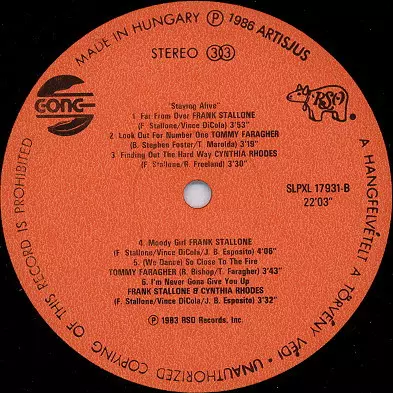 MADE IN HUNGARY Ⓟ 1986 ARTISJUS
STEREO 33
GONG
RSO
"Staying Alive"
1. Far From Over FRANK STALLONE
(F. Stallone/Vince DiCola) 3'53"
2. Look Out For Number One TOMMY FARAGHER
(B. Stephen Foster/T. Marolda) 3'19"
3. Finding Out The Hard Way CYNTHIA RHODES
(F. Stallone/R. Freeland) 3'30"
SLPXL 17931-B
22'03"
4. Moody Girl FRANK STALLONE
(F. Stallone/Vince DiCola/J. B. Esposito) 4'06"
5. (We Dance) So Close To The Fire
TOMMY FARAGHER (R. Bishop/T. Faragher) 3'43"
6. I'm Never Gona Give You Up
FRANK STALLONE & CYNTHIA RHODES
(F. Stallone/Vince DiCola/J. B. Esposito) 3'32"
Ⓟ 1983 RSO Records, Inc.
A HANGFELVÉTELT A TÖRVÉNY VÉDI · UNAUTHORIZED COPYING OF THIS RECORD IS PROHIBITED